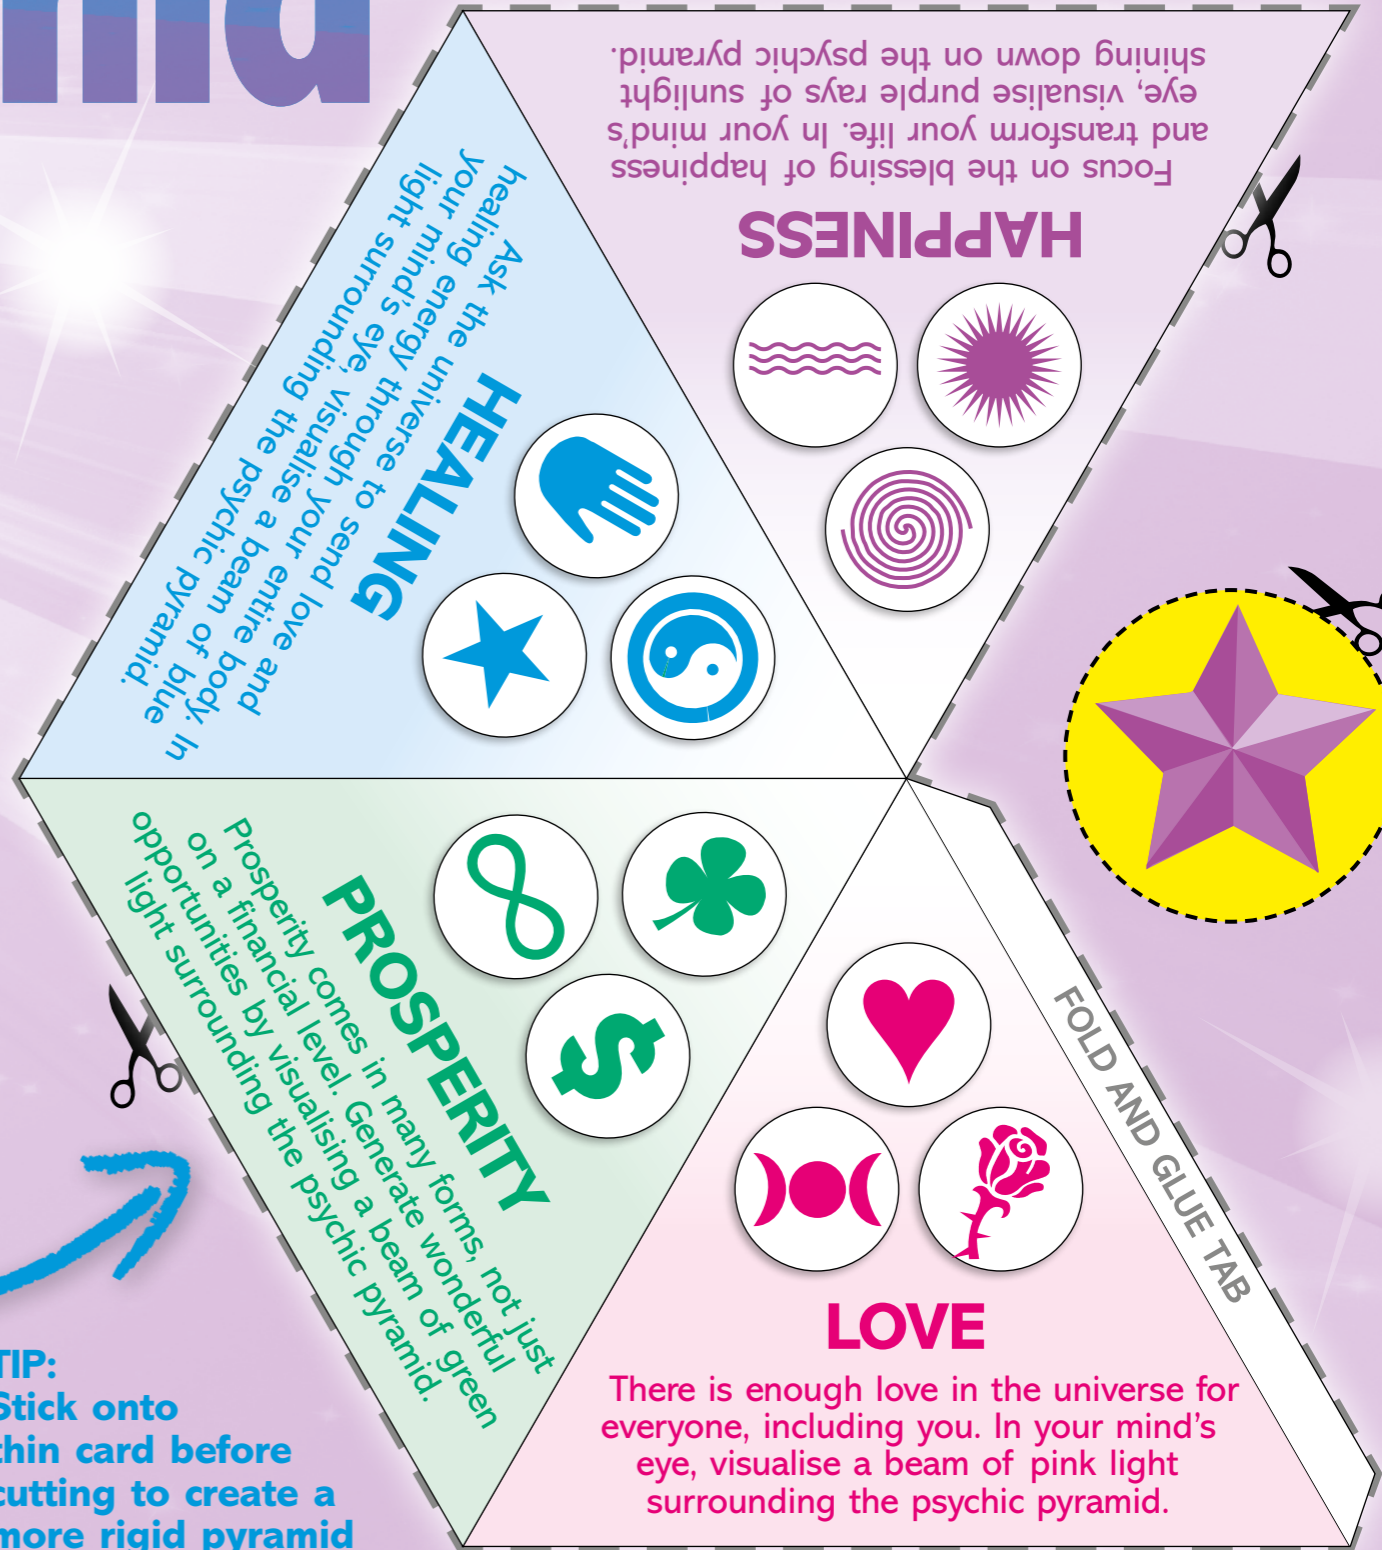 shining down on the psychic pyramid.
eye, visualise purple rays of sunlight
and transform your life. In your mind's
Focus on the blessing of happiness
HAPPINESS
HEALING
Ask the universe to send love and
healing energy through your entire body. In
your mind's eye, visualise a beam of blue
light surrounding the psychic pyramid.
PROSPERITY
Prosperity comes in many forms, not just
on a financial level. Generate wonderful
opportunities by visualising a beam of green
light surrounding the psychic pyramid.
$
FOLD AND GLUE TAB
LOVE
There is enough love in the universe for
everyone, including you. In your mind's
eye, visualise a beam of pink light
surrounding the psychic pyramid.
TIP:
Stick onto
thin card before
cutting to create a
more rigid pyramid